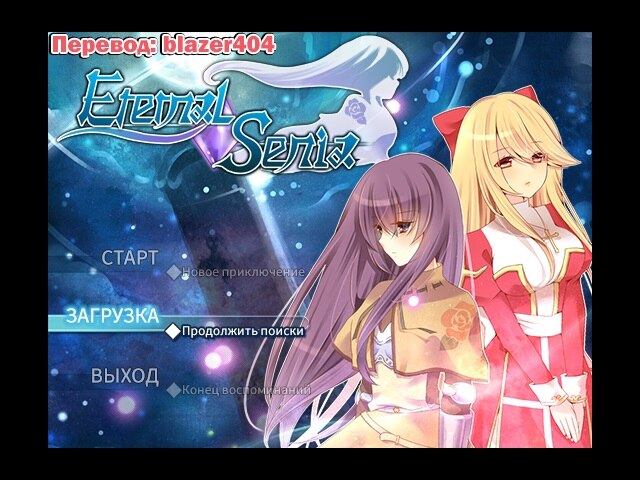 Перевод: blazer404
Eternal
Senia
СТАРТ
Новое приключение
ЗАГРУЗКА
Продолжить поиски
ВЫХОД
Конец воспоминаний